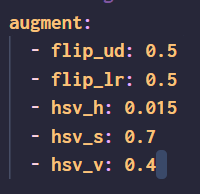 augment:
- flip_ud: 0.5
- flip_lr: 0.5
- hsv_h: 0.015
- hsv_s: 0.7
- hsv_v: 0.4